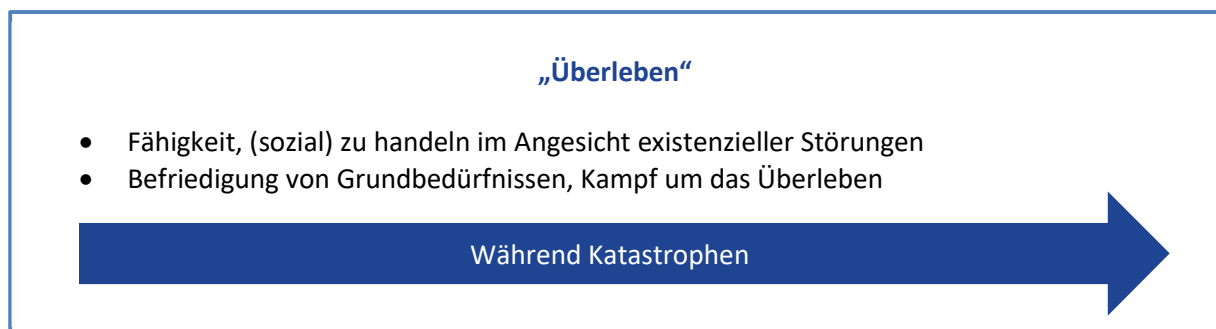 „Überleben“
• Fähigkeit, (sozial) zu handeln im Angesicht existenzieller Störungen
• Befriedigung von Grundbedürfnissen, Kampf um das Überleben
Während Katastrophen